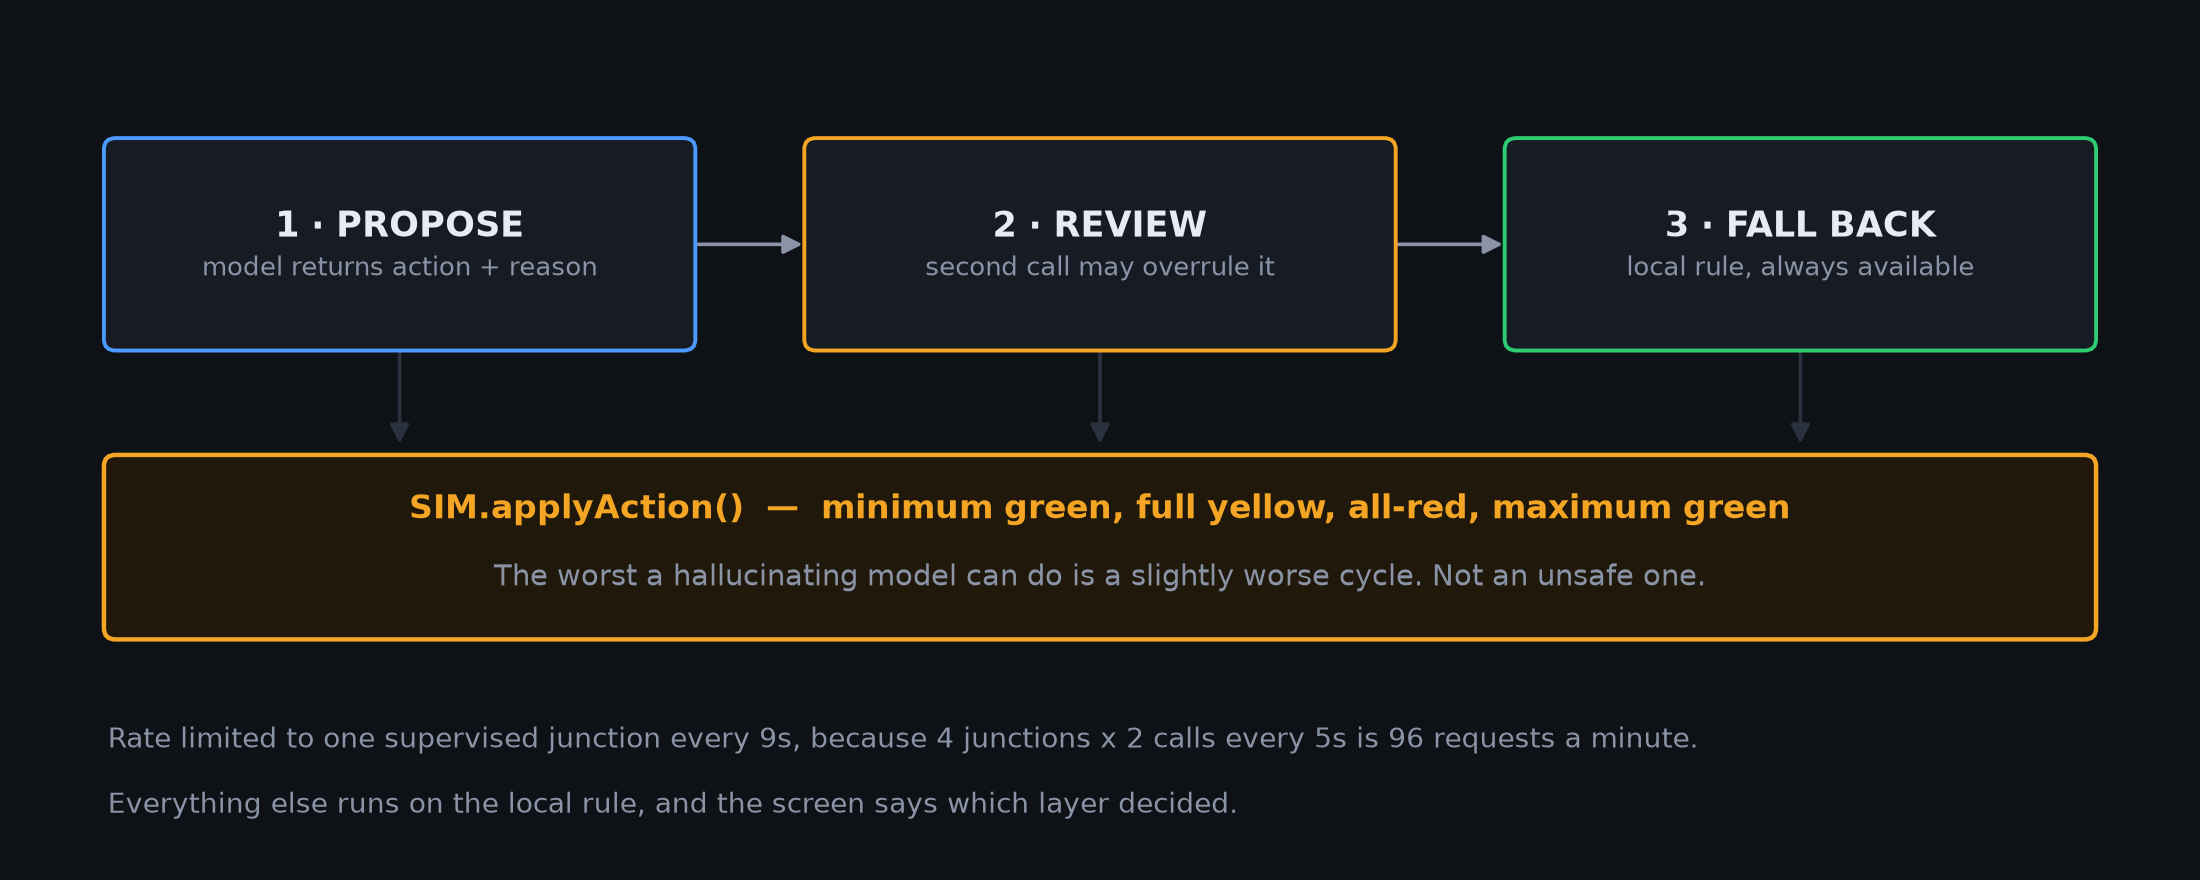 1 · PROPOSE
model returns action + reason
2 · REVIEW
second call may overrule it
3 · FALL BACK
local rule, always available
SIM.applyAction() — minimum green, full yellow, all-red, maximum green
The worst a hallucinating model can do is a slightly worse cycle. Not an unsafe one.
Rate limited to one supervised junction every 9s, because 4 junctions x 2 calls every 5s is 96 requests a minute.
Everything else runs on the local rule, and the screen says which layer decided.